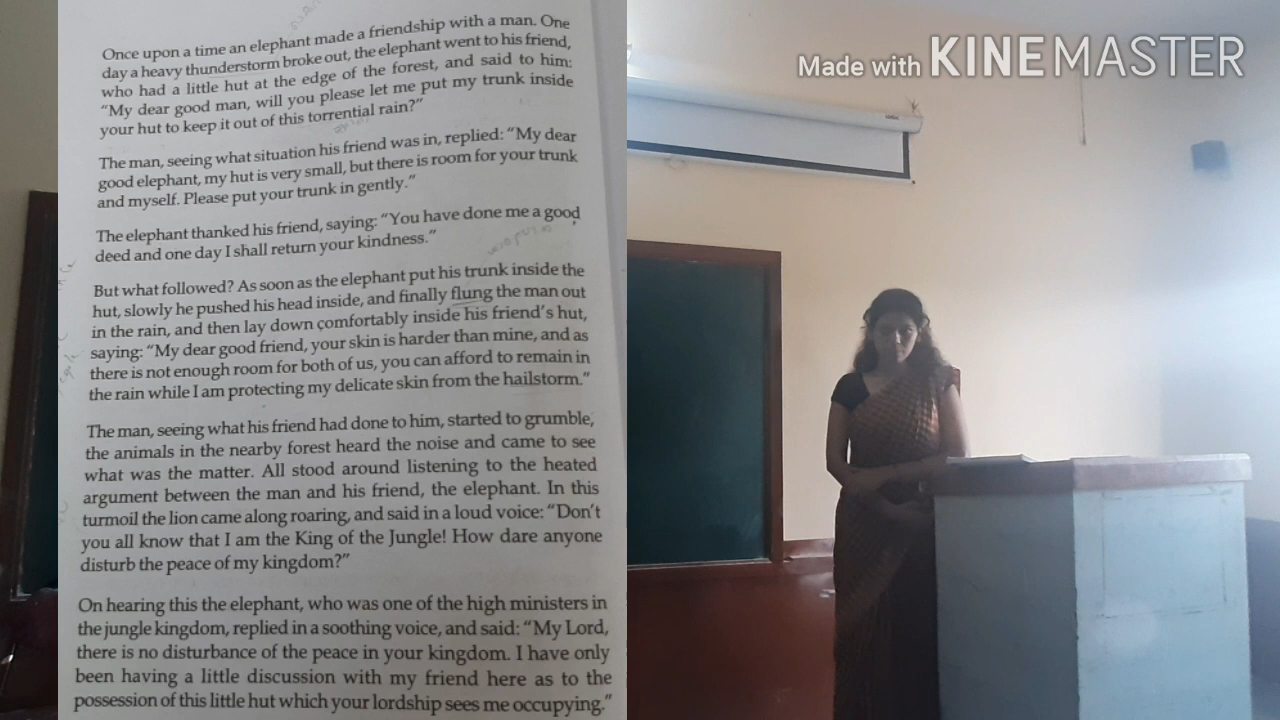 Once upon a time an elephant made a friendship with a man. One
day a heavy thunderstorm broke out, the elephant went to his friend,
who had a little hut at the edge of the forest, and said to him:
“My dear good man, will you please let me put my trunk inside
your hut to keep it out of this torrential rain?”
The man, seeing what situation his friend was in, replied: “My dear
good elephant, my hut is very small, but there is room for your trunk
and myself. Please put your trunk in gently.”
The elephant thanked his friend, saying: “You have done me a good
deed and one day I shall return your kindness.”
But what followed? As soon as the elephant put his trunk inside the
hut, slowly he pushed his head inside, and finally flung the man out
in the rain, and then lay down comfortably inside his friend’s hut,
saying: “My dear good friend, your skin is harder than mine, and as
there is not enough room for both of us, you can afford to remain in
the rain while I am protecting my delicate skin from the hailstorm.”
The man, seeing what his friend had done to him, started to grumble,
the animals in the nearby forest heard the noise and came to see
what was the matter. All stood around listening to the heated
argument between the man and his friend, the elephant. In this
turmoil the lion came along roaring, and said in a loud voice: “Don’t
you all know that I am the King of the Jungle! How dare anyone
disturb the peace of my kingdom?”
On hearing this the elephant, who was one of the high ministers in
the jungle kingdom, replied in a soothing voice, and said: “My Lord,
there is no disturbance of the peace in your kingdom. I have only
been having a little discussion with my friend here as to the
possession of this little hut which your lordship sees me occupying.”
Made with KINEMASTER